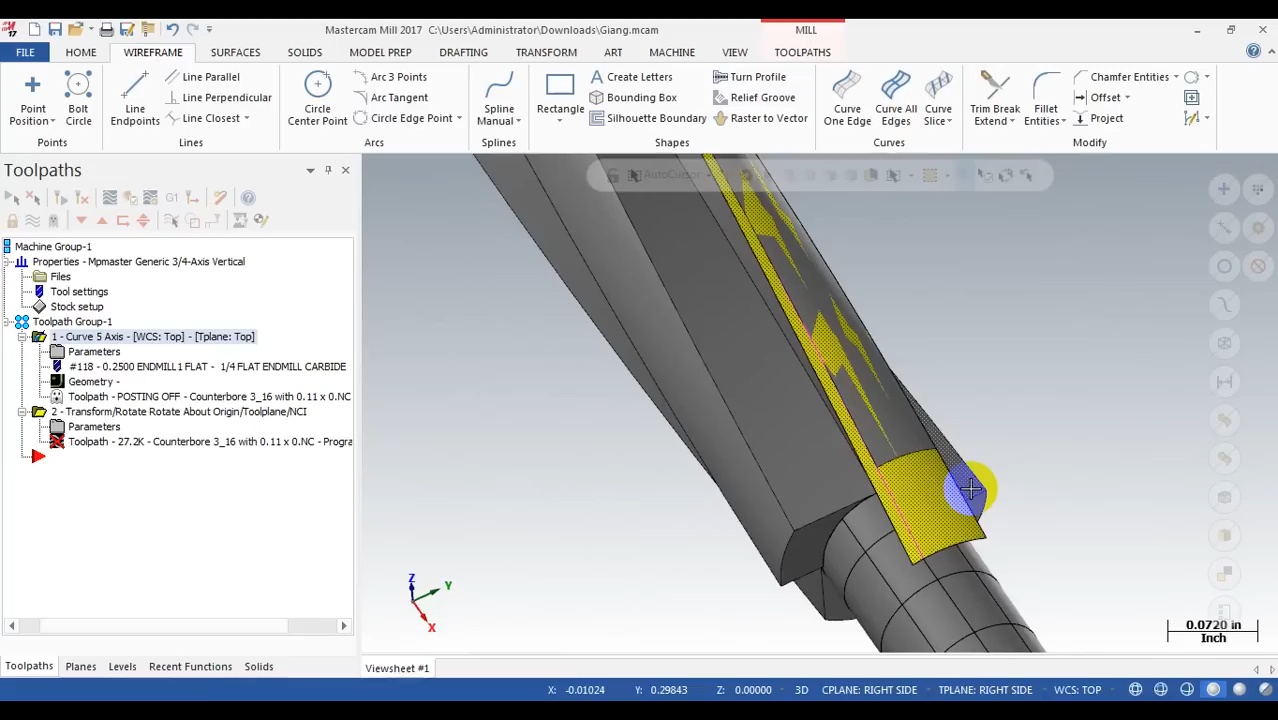 Mastercam Mill 2017 C:\Users\Administrator\Downloads\Giang.mcam
MILL
FILE HOME WIREFRAME SURFACES SOLIDS MODEL PREP DRAFTING TRANSFORM ART MACHINE VIEW TOOLPATHS
Point Position
Bolt Circle
Points
Line Endpoints
Line Parallel
Line Perpendicular
Line Closest
Lines
Circle Center Point
Arc 3 Points
Arc Tangent
Circle Edge Point
Arcs
Spline Manual
Splines
Rectangle
Create Letters
Bounding Box
Silhouette Boundary
Turn Profile
Relief Groove
Raster to Vector
Shapes
Curve One Edge
Curve All Edges
Curve Slice
Curves
Trim Break Extend
Fillet Entities
Chamfer Entities
Offset
Project
Modify
Toolpaths
AutoCursor
G1
Machine Group-1
Properties - Mpmaster Generic 3/4-Axis Vertical
Files
Tool settings
Stock setup
Toolpath Group-1
1 - Curve 5 Axis - [WCS: Top] - [Tplane: Top]
Parameters
#118 - 0.2500 ENDMILL1 FLAT - 1/4 FLAT ENDMILL CARBIDE
Geometry -
Toolpath - POSTING OFF - Counterbore 3_16 with 0.11 x 0.NC
2 - Transform/Rotate Rotate About Origin/Toolplane/NCI
Parameters
Toolpath - 27.2K - Counterbore 3_16 with 0.11 x 0.NC - Progra
Z
Y
X
0.0720 in
Inch
Toolpaths Planes Levels Recent Functions Solids
Viewsheet #1
X: -0.01024 Y: 0.29843 Z: 0.00000 3D CPLANE: RIGHT SIDE TPLANE: RIGHT SIDE WCS: TOP